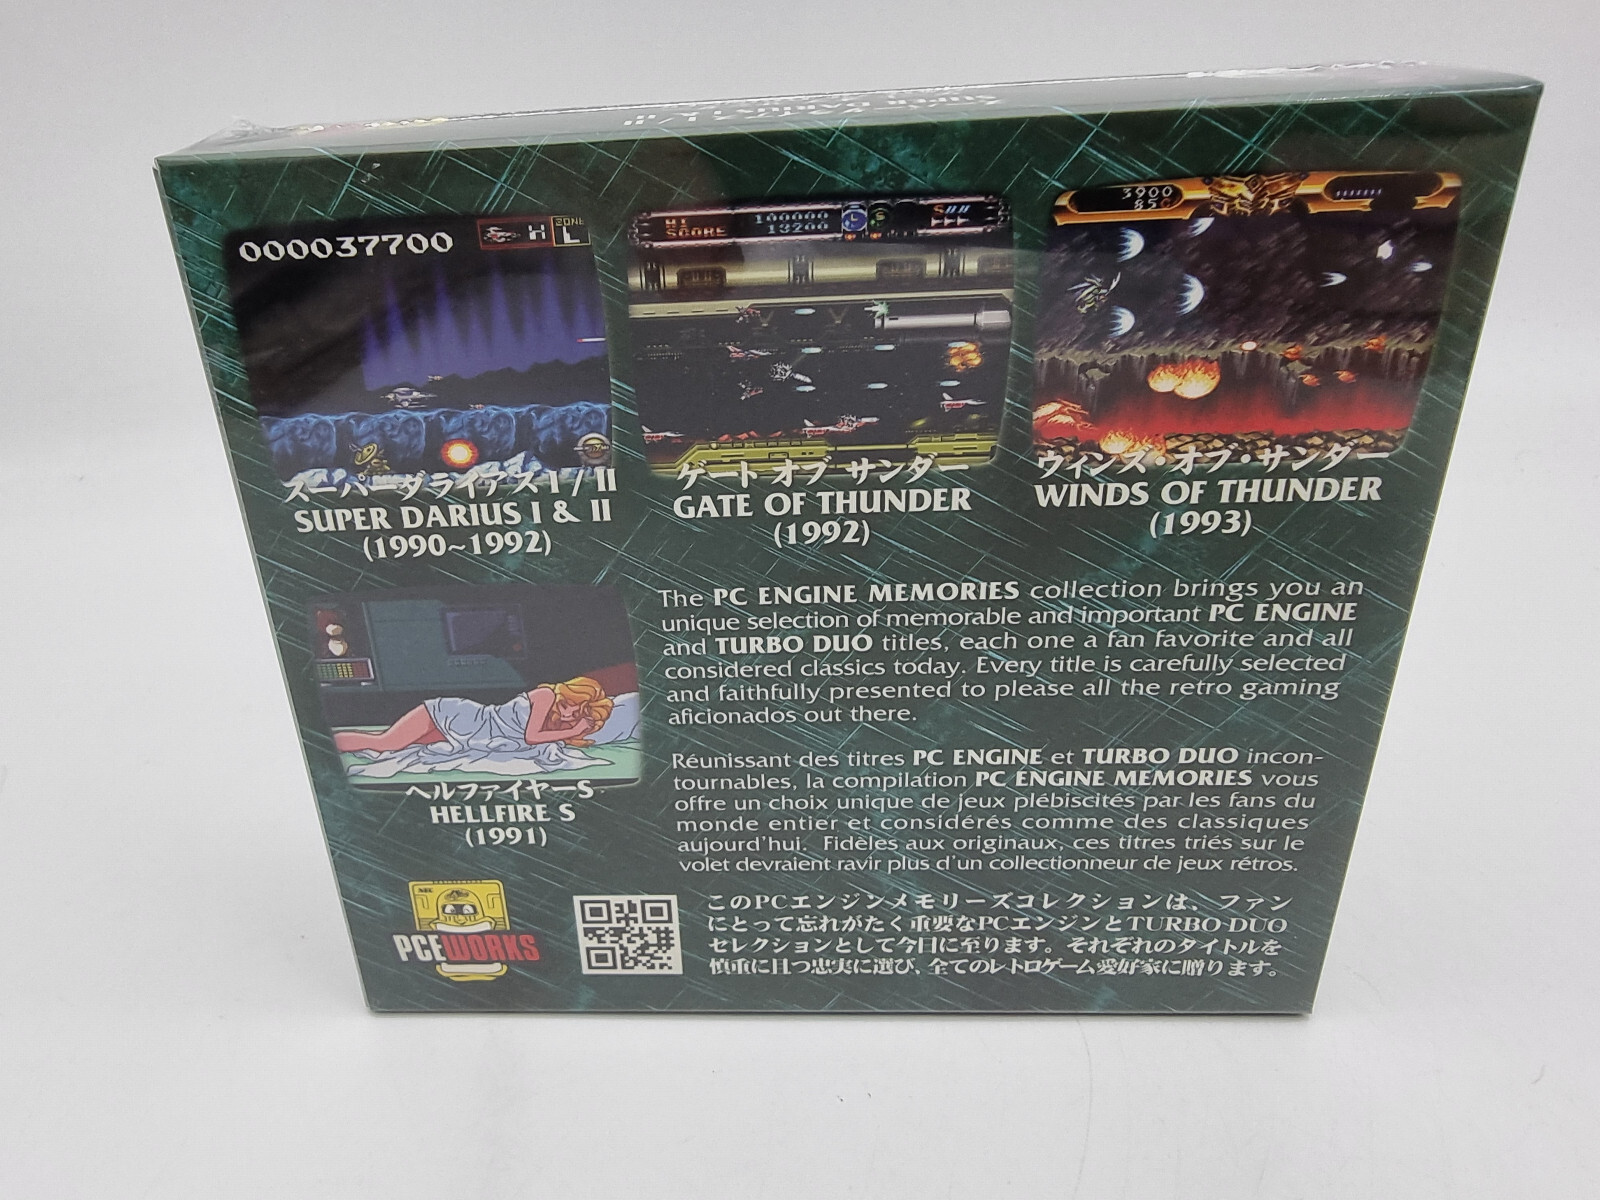 SUPER DARIUS I & II
000037700
ZONE
L
HI 100000
SCORE 13200
3900
850
スーパーダライアス I / II
SUPER DARIUS I & II
(1990~1992)
ゲート オブ サンダー
GATE OF THUNDER
(1992)
ウィンズ・オブ・サンダー
WINDS OF THUNDER
(1993)
ヘルファイヤーS
HELLFIRE S
(1991)
The PC ENGINE MEMORIES collection brings you an
unique selection of memorable and important PC ENGINE
and TURBO DUO titles, each one a fan favorite and all
considered classics today. Every title is carefully selected
and faithfully presented to please all the retro gaming
aficionados out there.
Réunissant des titres PC ENGINE et TURBO DUO incon-
tournables, la compilation PC ENGINE MEMORIES vous
offre un choix unique de jeux plébiscités par les fans du
monde entier et considérés comme des classiques
aujourd'hui. Fidèles aux originaux, ces titres triés sur le
volet devraient ravir plus d'un collectionneur de jeux rétros.
このPCエンジンメモリーズコレクションは、ファン
にとって忘れがたく重要なPCエンジンとTURBO DUO
セレクションとして今日に至ります。それぞれのタイトルを
慎重に且つ忠実に選び、全てのレトロゲーム愛好家に贈ります。
NEC
PCEWORKS